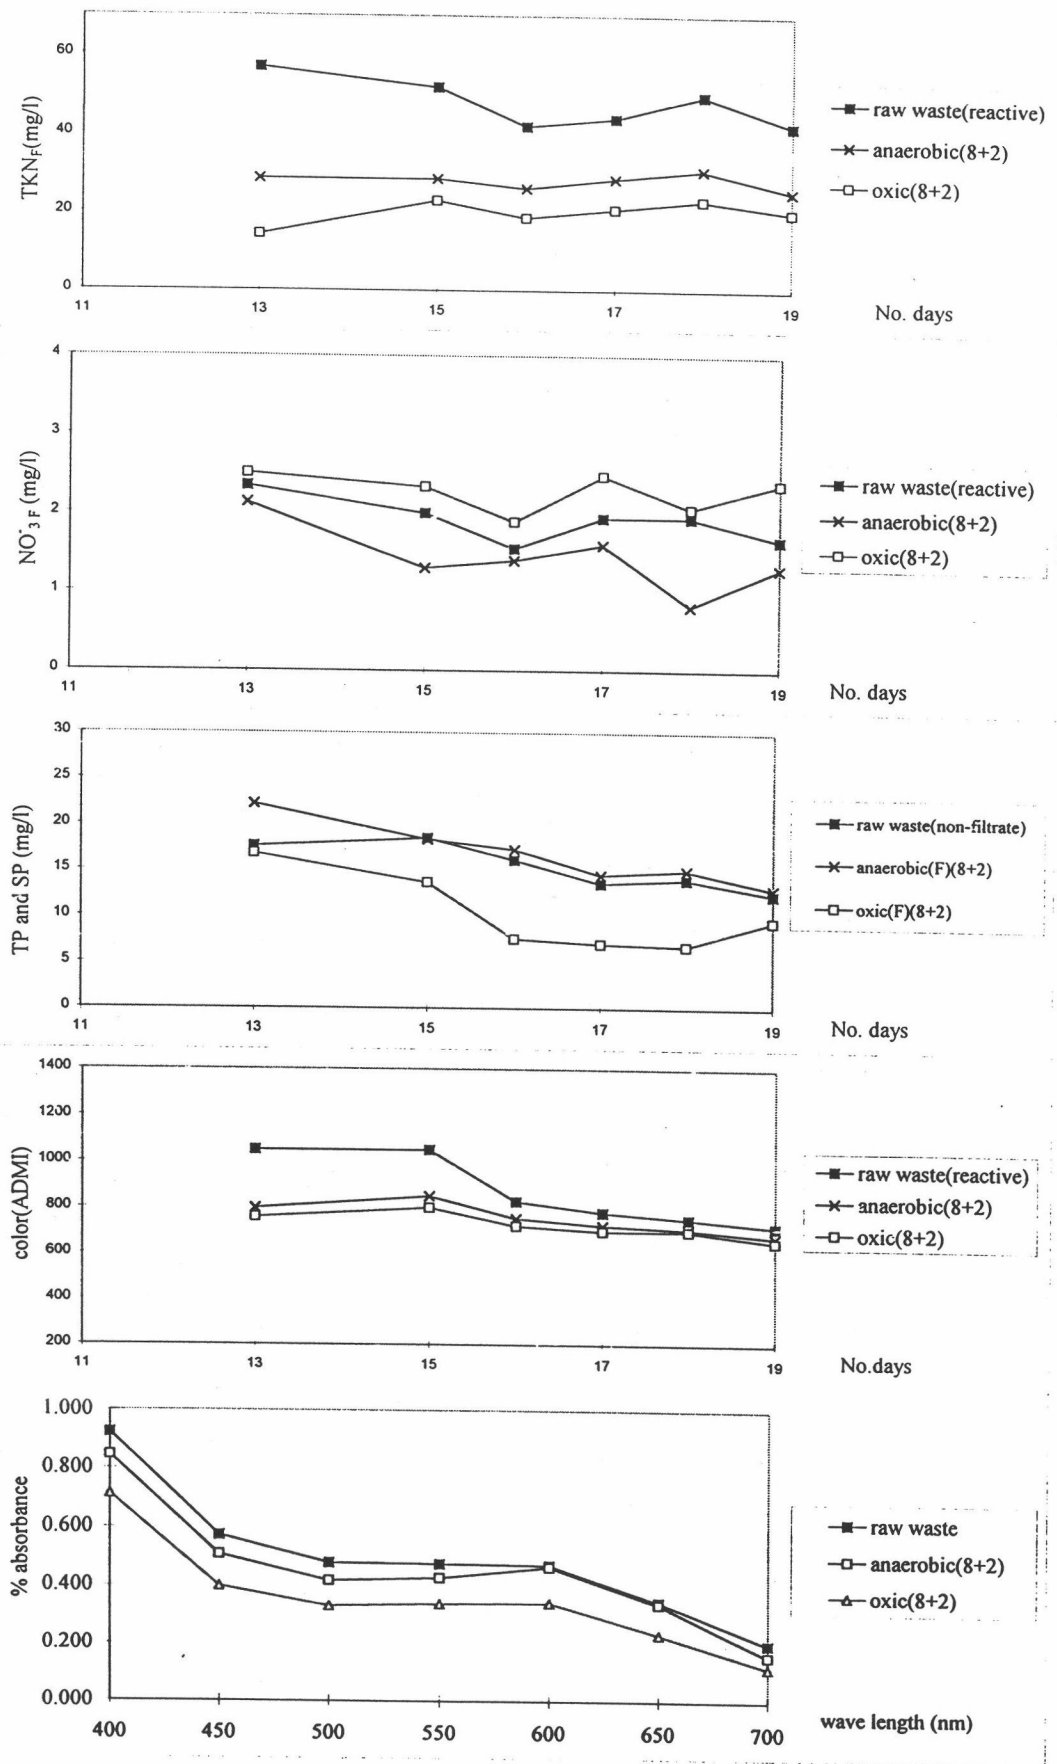 TKN_F(mg/l)
60
40
20
0
11 13 15 17 19
No. days
raw waste(reactive)
anaerobic(8+2)
oxic(8+2)
NO⁻₃ F (mg/l)
4
3
2
1
0
11 13 15 17 19
No. days
raw waste(reactive)
anaerobic(8+2)
oxic(8+2)
TP and SP (mg/l)
30
25
20
15
10
5
0
11 13 15 17 19
No. days
raw waste(non-filtrate)
anaerobic(F)(8+2)
oxic(F)(8+2)
color(ADMI)
1400
1200
1000
800
600
400
200
11 13 15 17 19
No.days
raw waste(reactive)
anaerobic(8+2)
oxic(8+2)
% absorbance
1.000
0.800
0.600
0.400
0.200
0.000
400 450 500 550 600 650 700
wave length (nm)
raw waste
anaerobic(8+2)
oxic(8+2)